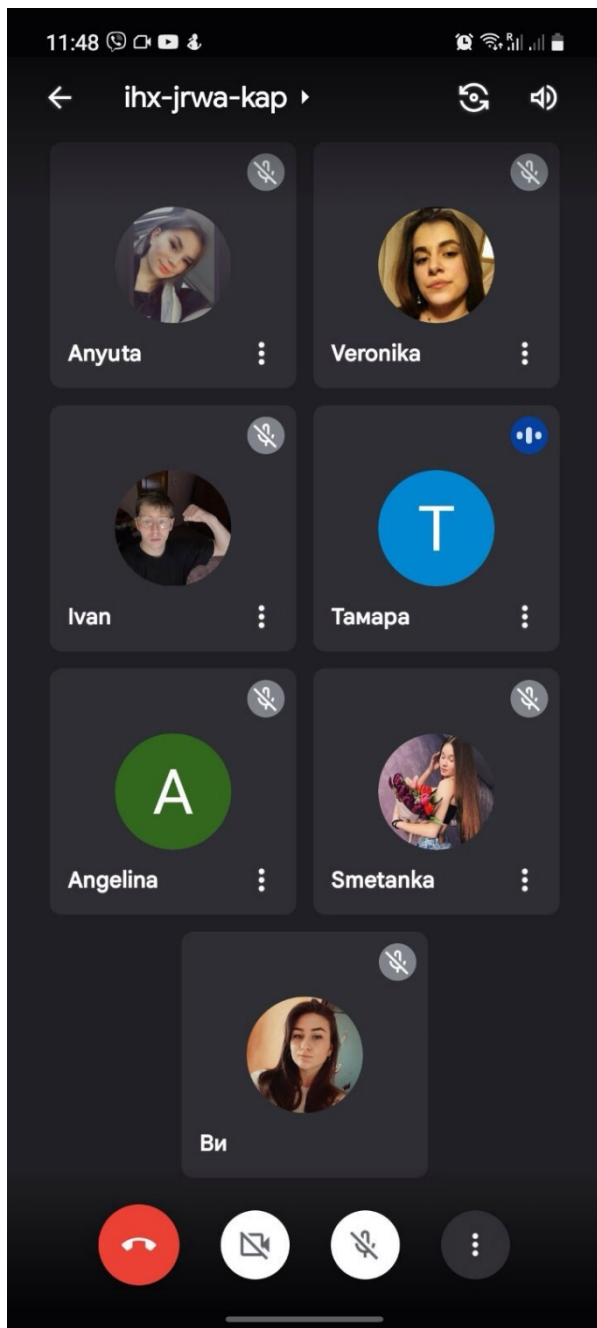 11:48
ihx-jrwa-kap
Anyuta
Veronika
Ivan
T
Тамара
A
Angelina
Smetanka
Ви